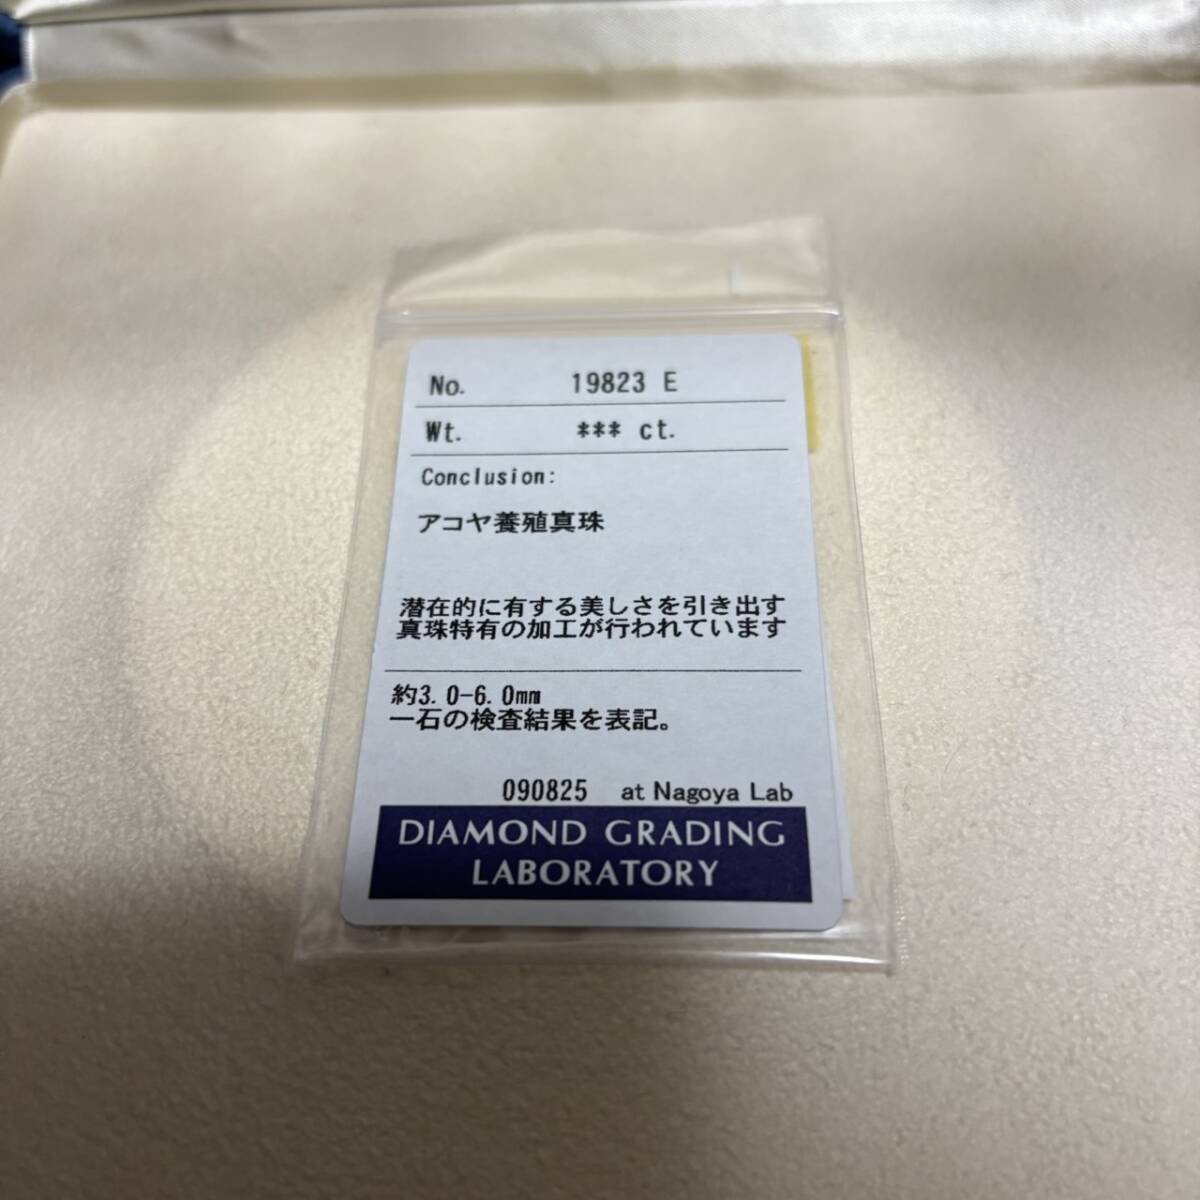 No. 19823 E
Wt. *** ct.
Conclusion:
アコヤ養殖真珠
潜在的に有する美しさを引き出す
真珠特有の加工が行われています
約3.0-6.0mm
一石の検査結果を表記。
090825 at Nagoya Lab
DIAMOND GRADING
LABORATORY